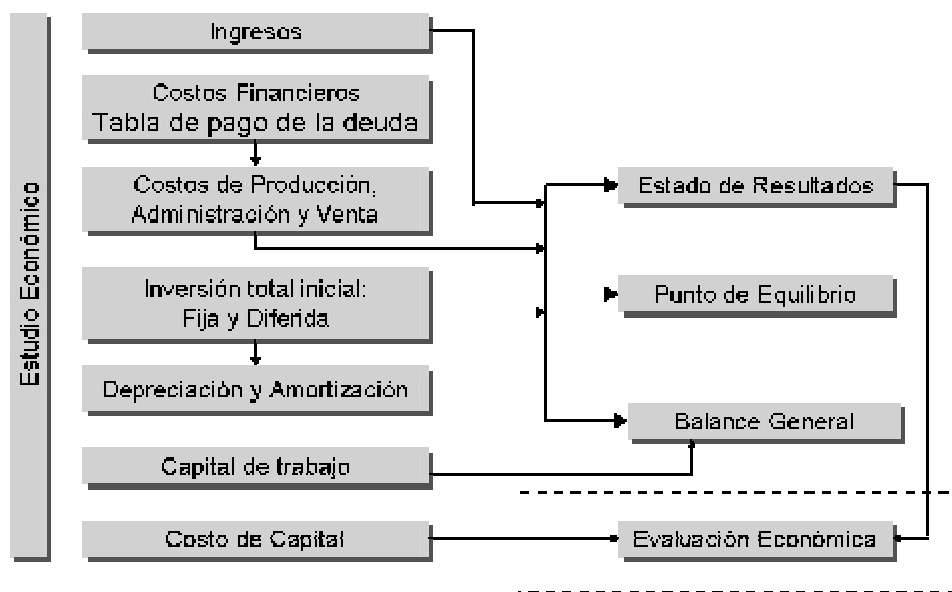 Estudio Económico
Ingresos
Costos Financieros
Tabla de pago de la deuda
Costos de Producción,
Administración y Venta
Inversión total inicial:
Fija y Diferida
Depreciación y Amortización
Capital de trabajo
Costo de Capital
Estado de Resultados
Punto de Equilibrio
Balance General
Evaluación Económica